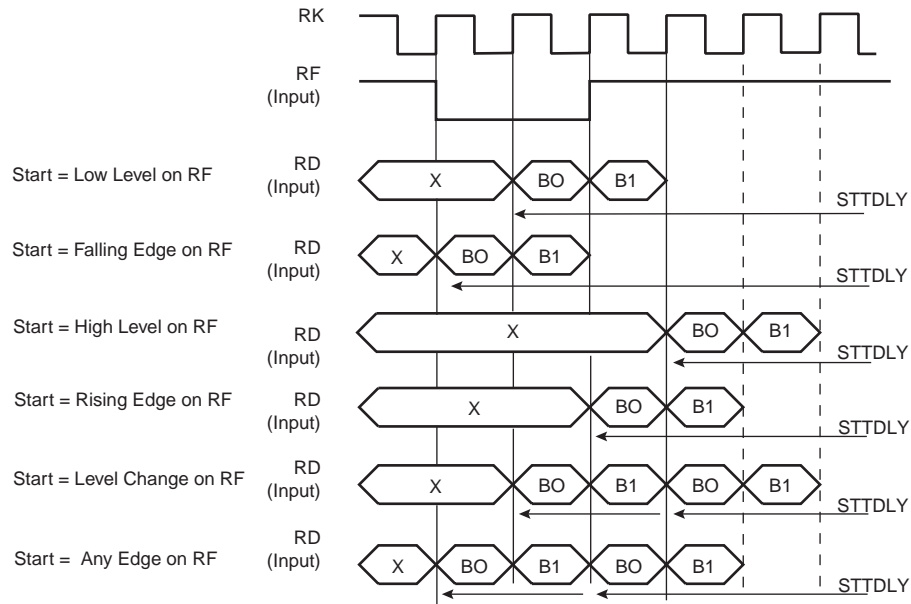 RK
RF
(Input)
Start = Low Level on RF
RD
(Input)
X
BO
B1
STTDLY
Start = Falling Edge on RF
RD
(Input)
X
BO
B1
STTDLY
Start = High Level on RF
RD
(Input)
X
BO
B1
STTDLY
Start = Rising Edge on RF
RD
(Input)
X
BO
B1
STTDLY
Start = Level Change on RF
RD
(Input)
X
BO
B1
BO
B1
STTDLY
Start = Any Edge on RF
RD
(Input)
X
BO
B1
BO
B1
STTDLY